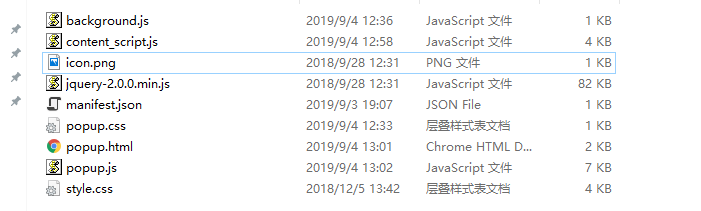 background.js 2019/9/4 12:36 JavaScript 文件 1 KB
content_script.js 2019/9/4 12:58 JavaScript 文件 4 KB
icon.png 2018/9/28 12:31 PNG 文件 1 KB
jquery-2.0.0.min.js 2018/9/28 12:31 JavaScript 文件 82 KB
manifest.json 2019/9/3 19:07 JSON File 1 KB
popup.css 2019/9/4 12:33 层叠样式表文档 1 KB
popup.html 2019/9/4 13:01 Chrome HTML D... 2 KB
popup.js 2019/9/4 13:02 JavaScript 文件 7 KB
style.css 2018/12/5 13:42 层叠样式表文档 4 KB